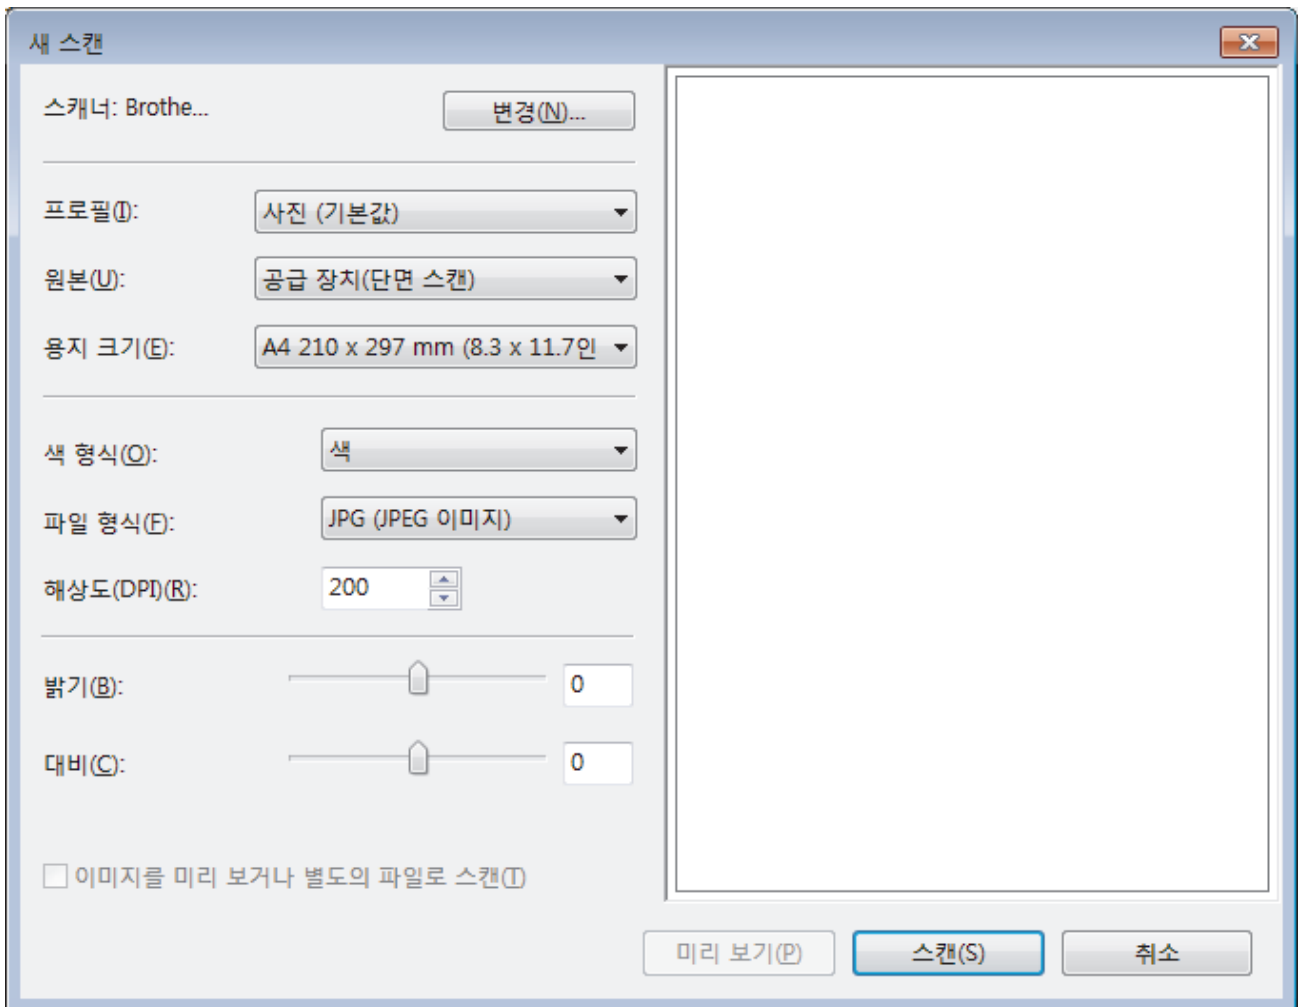 새 스캔
스캐너: Brothe...
변경(N)...
프로필(I):
사진 (기본값)
원본(U):
공급 장치(단면 스캔)
용지 크기(E):
A4 210 x 297 mm (8.3 x 11.7인
색 형식(O):
색
파일 형식(F):
JPG (JPEG 이미지)
해상도(DPI)(R):
200
밝기(B):
0
대비(C):
0
이미지를 미리 보거나 별도의 파일로 스캔(T)
미리 보기(P)
스캔(S)
취소